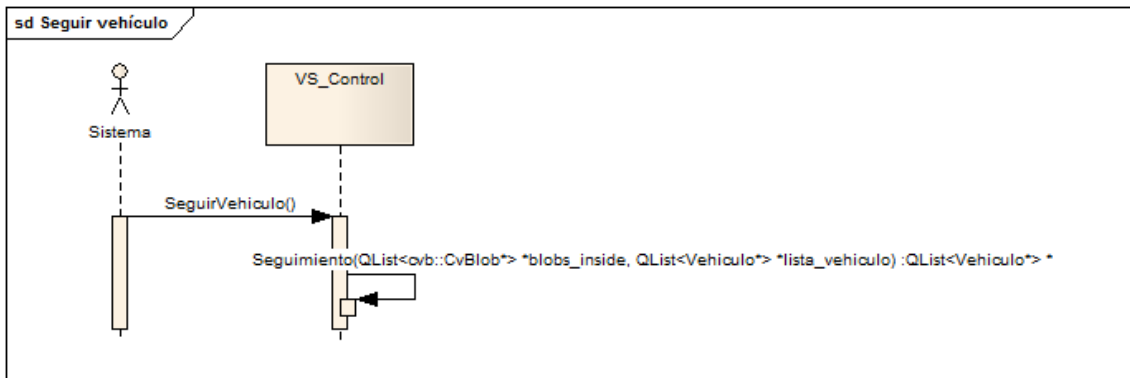 sd Seguir vehículo
VS_Control
Sistema
SeguirVehiculo()
Seguimiento(QList<cvb::CvBlob*> *blobs_inside, QList<Vehiculo*> *lista_vehiculo) :QList<Vehiculo*> *